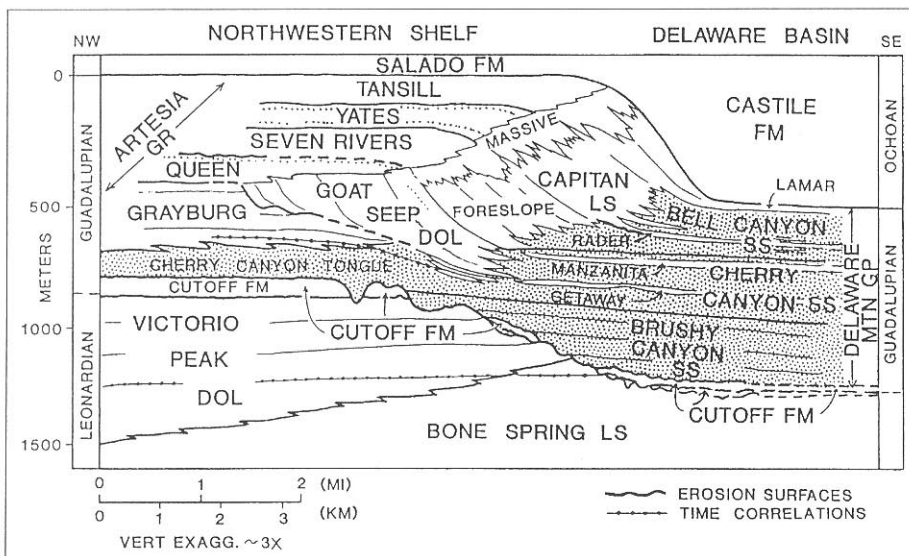 NORTHWESTERN SHELF
DELAWARE BASIN
NW
SE
SALADO FM
0
TANSILL
YATES
SEVEN RIVERS
MASSIVE
CASTILE
FM
OCHOAN
ARTESIA
GR
QUEEN
GOAT
SEEP
DOL
CAPITAN
LS
LAMAR
GUADALUPIAN
500
GRAYBURG
FORESLOPE
BELL CANYON
SS
RADER
CHERRY CANYON TONGUE
MANZANITA
CHERRY
CANYON SS
GETAWAY
METERS
CUTOFF FM
CUTOFF FM
DELAWARE
MTN GP
GUADALUPIAN
1000
VICTORIO
PEAK
DOL
BRUSHY
CANYON
SS
CUTOFF FM
LEONARDIAN
BONE SPRING LS
1500
0 1 2 (MI)
0 1 2 3 (KM)
VERT EXAGG. ~3X
EROSION SURFACES
TIME CORRELATIONS